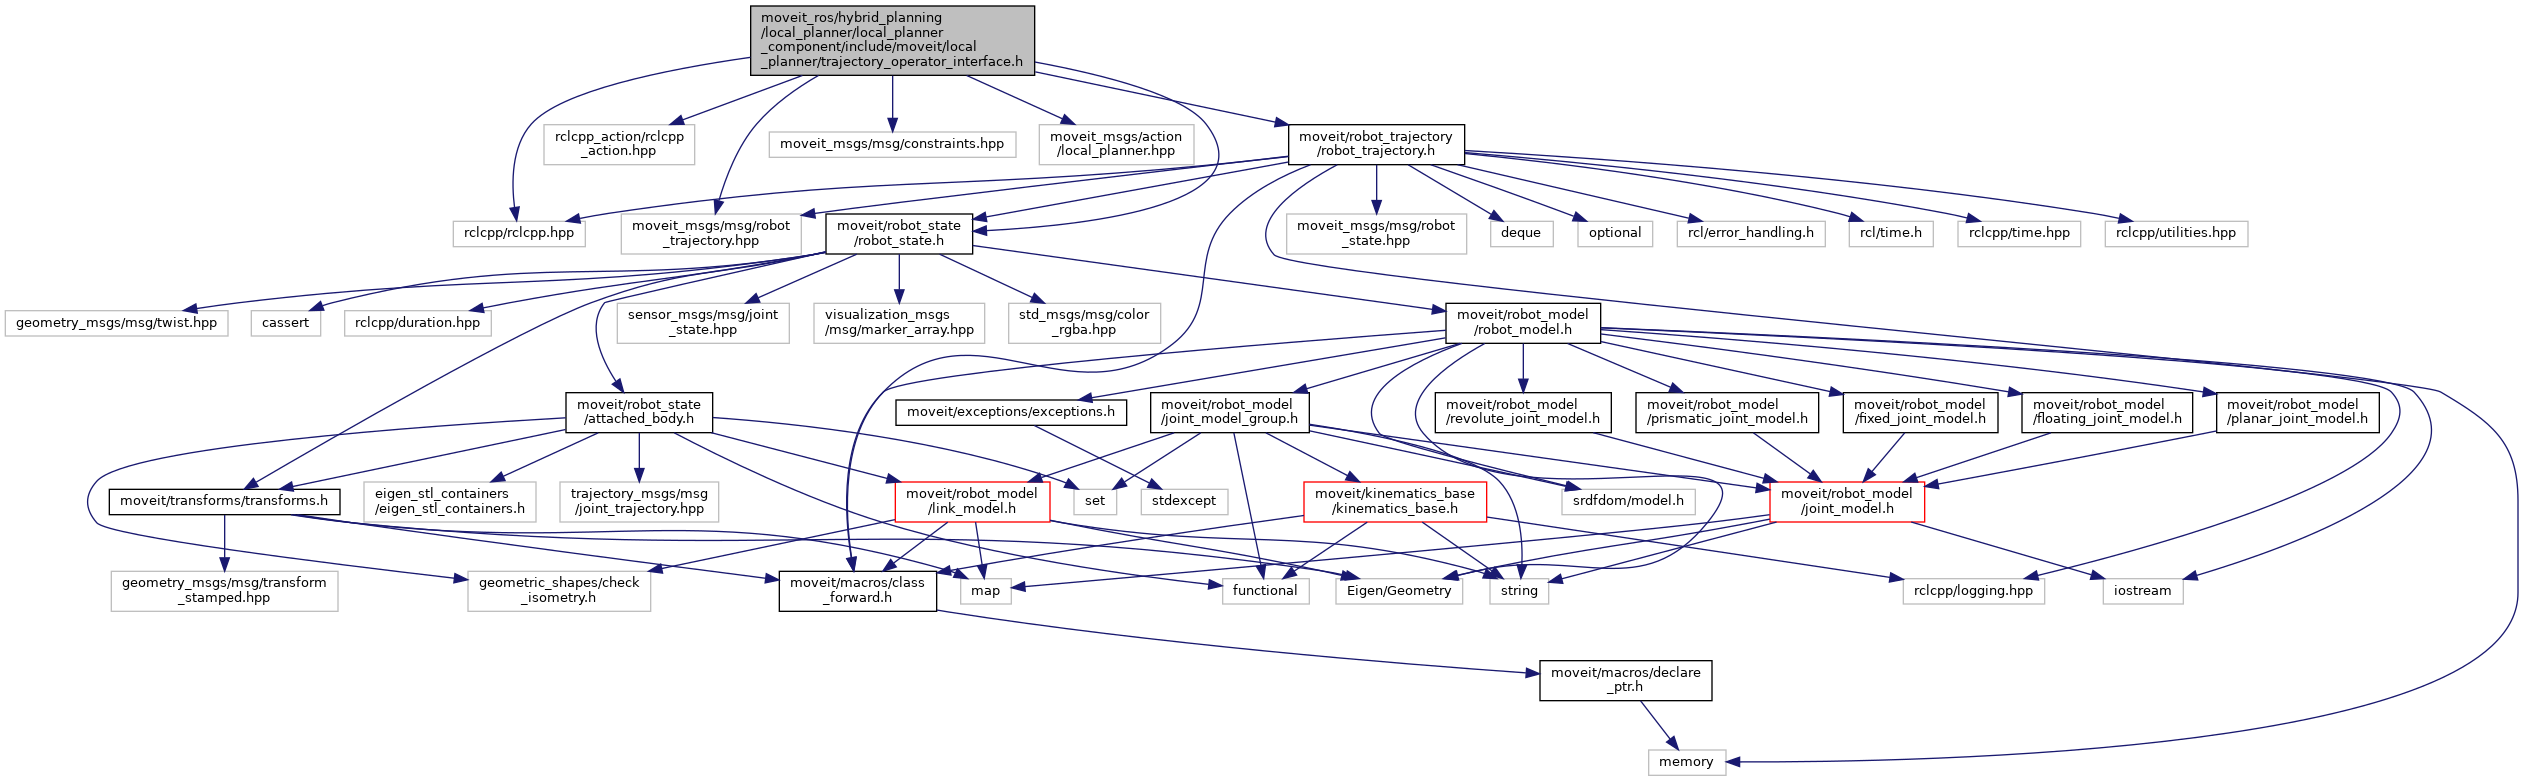 moveit_ros/hybrid_planning
/local_planner/local_planner
_component/include/moveit/local
_planner/trajectory_operator_interface.h
rclcpp_action/rclcpp
_action.hpp
moveit_msgs/msg/constraints.hpp
moveit_msgs/action
/local_planner.hpp
moveit/robot_trajectory
/robot_trajectory.h
rclcpp/rclcpp.hpp
moveit_msgs/msg/robot
_trajectory.hpp
moveit/robot_state
/robot_state.h
moveit_msgs/msg/robot
_state.hpp
deque
optional
rcl/error_handling.h
rcl/time.h
rclcpp/time.hpp
rclcpp/utilities.hpp
geometry_msgs/msg/twist.hpp
cassert
rclcpp/duration.hpp
sensor_msgs/msg/joint
_state.hpp
visualization_msgs
/msg/marker_array.hpp
std_msgs/msg/color
_rgba.hpp
moveit/robot_model
/robot_model.h
moveit/robot_state
/attached_body.h
moveit/exceptions/exceptions.h
moveit/robot_model
/joint_model_group.h
moveit/robot_model
/revolute_joint_model.h
moveit/robot_model
/prismatic_joint_model.h
moveit/robot_model
/fixed_joint_model.h
moveit/robot_model
/floating_joint_model.h
moveit/robot_model
/planar_joint_model.h
moveit/transforms/transforms.h
eigen_stl_containers
/eigen_stl_containers.h
trajectory_msgs/msg
/joint_trajectory.hpp
moveit/robot_model
/link_model.h
set
stdexcept
moveit/kinematics_base
/kinematics_base.h
srdfdom/model.h
moveit/robot_model
/joint_model.h
geometry_msgs/msg/transform
_stamped.hpp
geometric_shapes/check
_isometry.h
moveit/macros/class
_forward.h
map
functional
Eigen/Geometry
string
rclcpp/logging.hpp
iostream
moveit/macros/declare
_ptr.h
memory